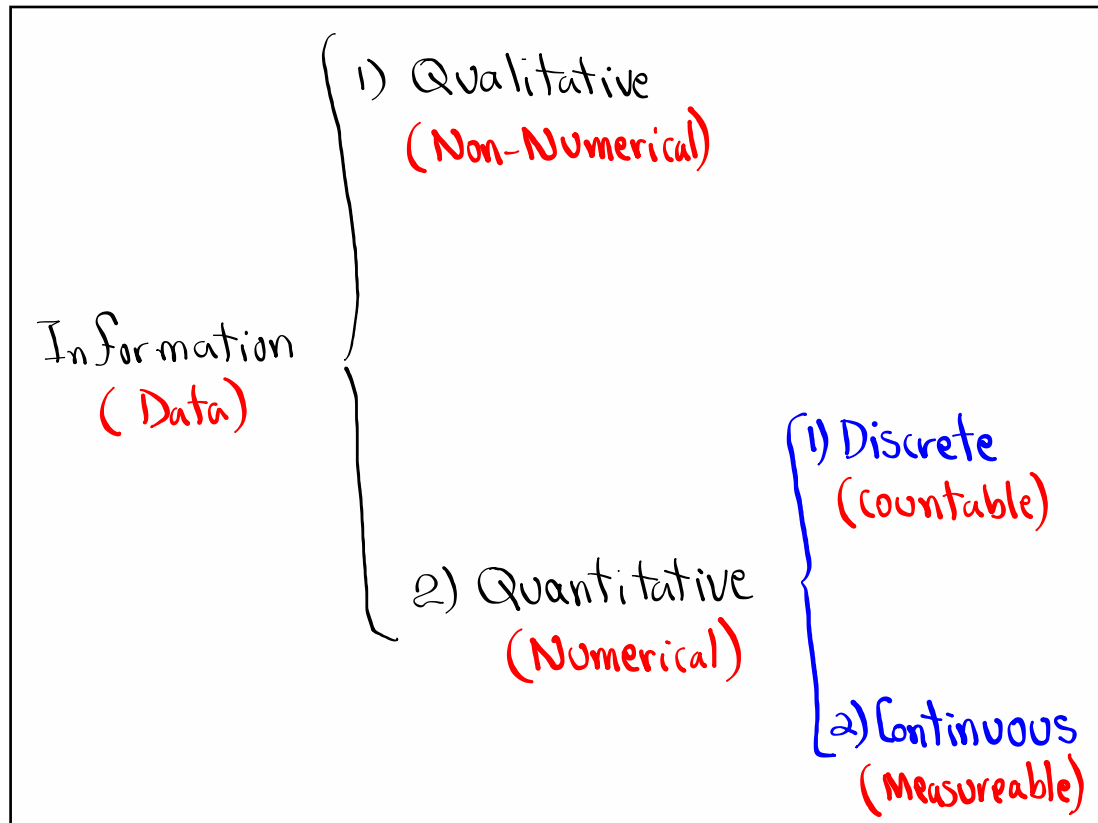 1) Qualitative
(Non-Numerical)
Information
(Data)
1) Discrete
(Countable)
2) Quantitative
(Numerical)
2) Continuous
(Measureable)